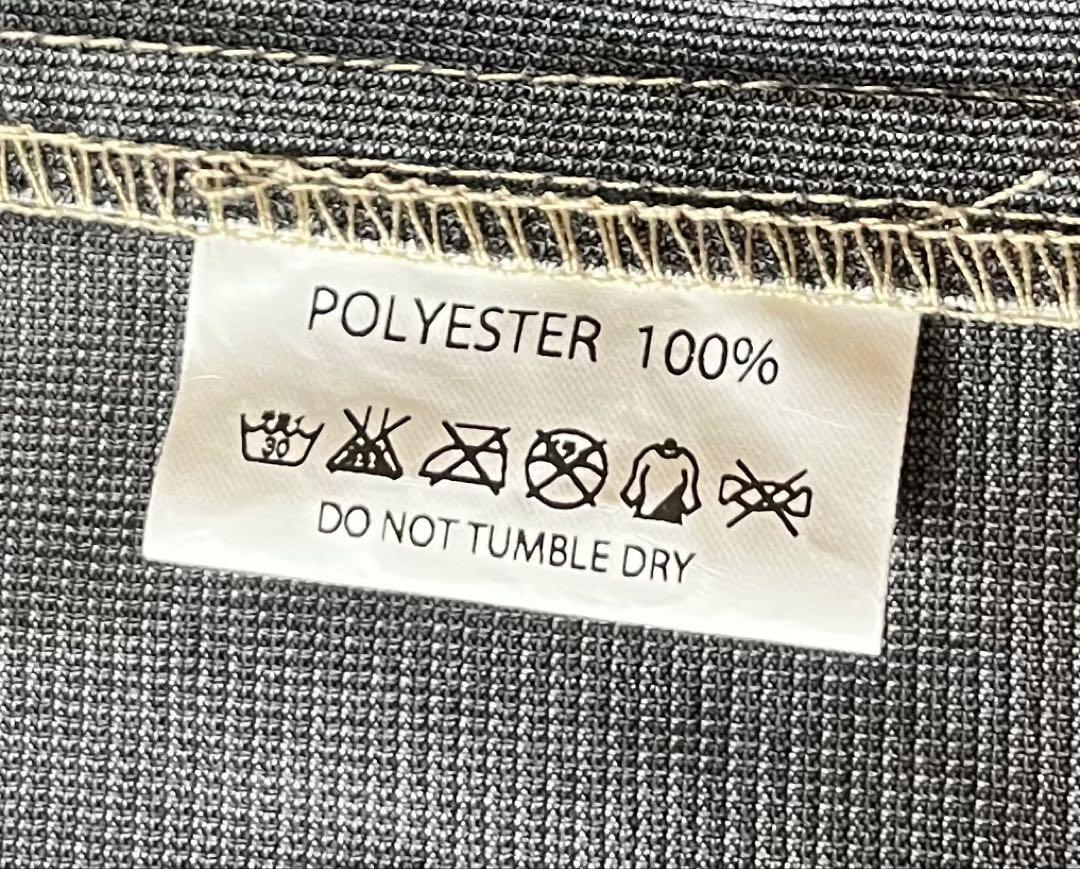 POLYESTER 100%
30
DO NOT TUMBLE DRY